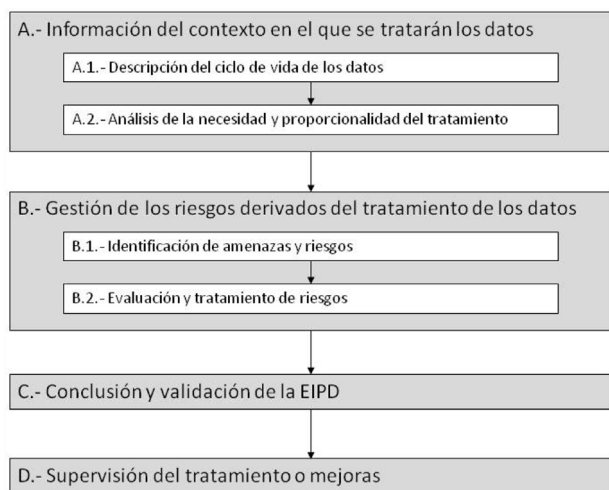 A.- Información del contexto en el que se tratarán los datos
A.1.- Descripción del ciclo de vida de los datos
A.2.- Análisis de la necesidad y proporcionalidad del tratamiento
B.- Gestión de los riesgos derivados del tratamiento de los datos
B.1.- Identificación de amenazas y riesgos
B.2.- Evaluación y tratamiento de riesgos
C.- Conclusión y validación de la EIPD
D.- Supervisión del tratamiento o mejoras